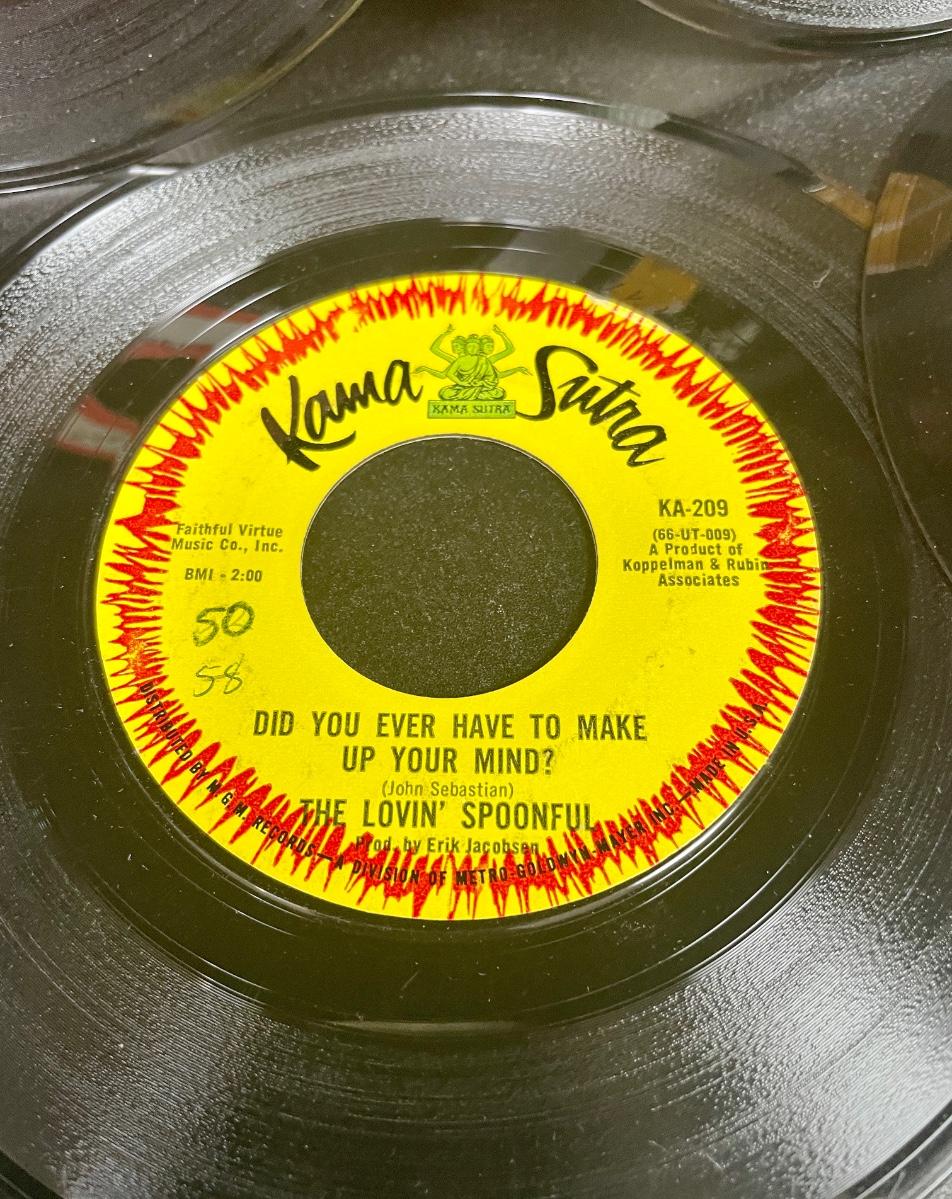 Kama Sutra
KAMA SUTRA
KA-209
(66-UT-009)
A Product of
Koppelman & Rubin
Associates
Faithful Virtue
Music Co., Inc.
BMI - 2:00
50
58
DID YOU EVER HAVE TO MAKE
UP YOUR MIND?
(John Sebastian)
THE LOVIN' SPOONFUL
Prod. by Erik Jacobsen
DISTRIBUTED BY M.G.M. RECORDS—A DIVISION OF METRO-GOLDWYN-MAYER INC.—MADE IN U.S.A.